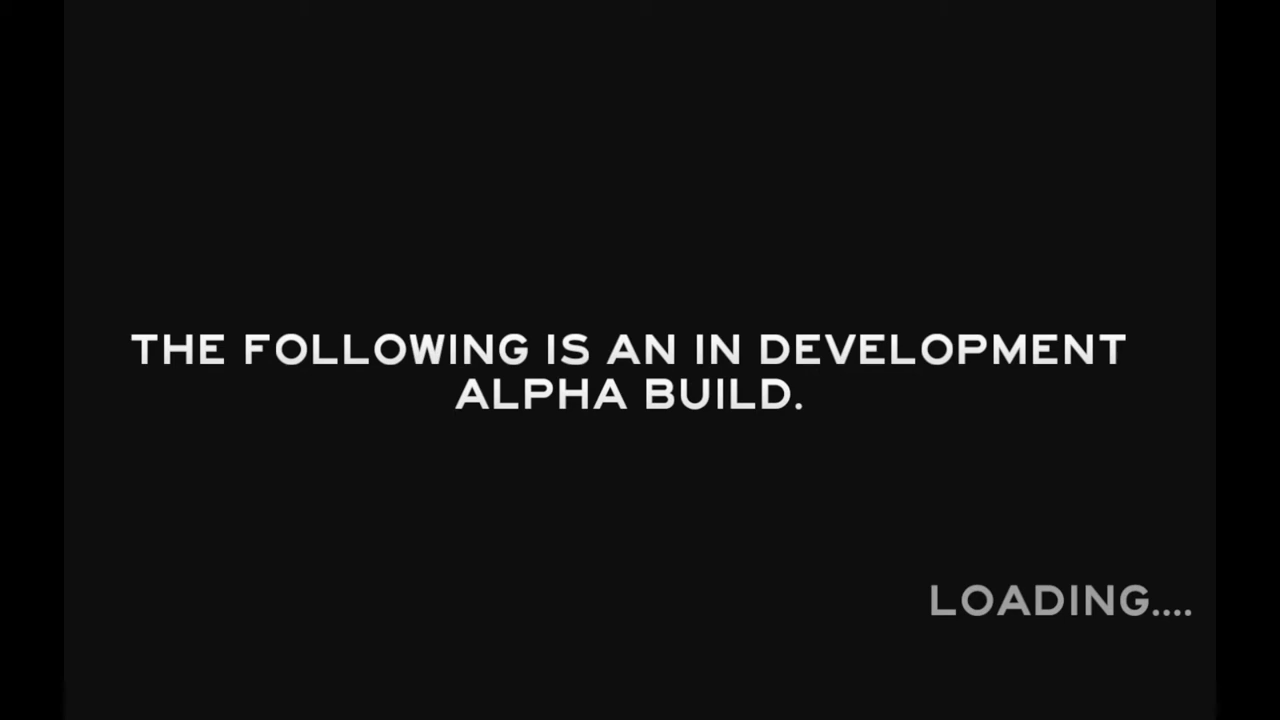 THE FOLLOWING IS AN IN DEVELOPMENT
ALPHA BUILD.
LOADING....